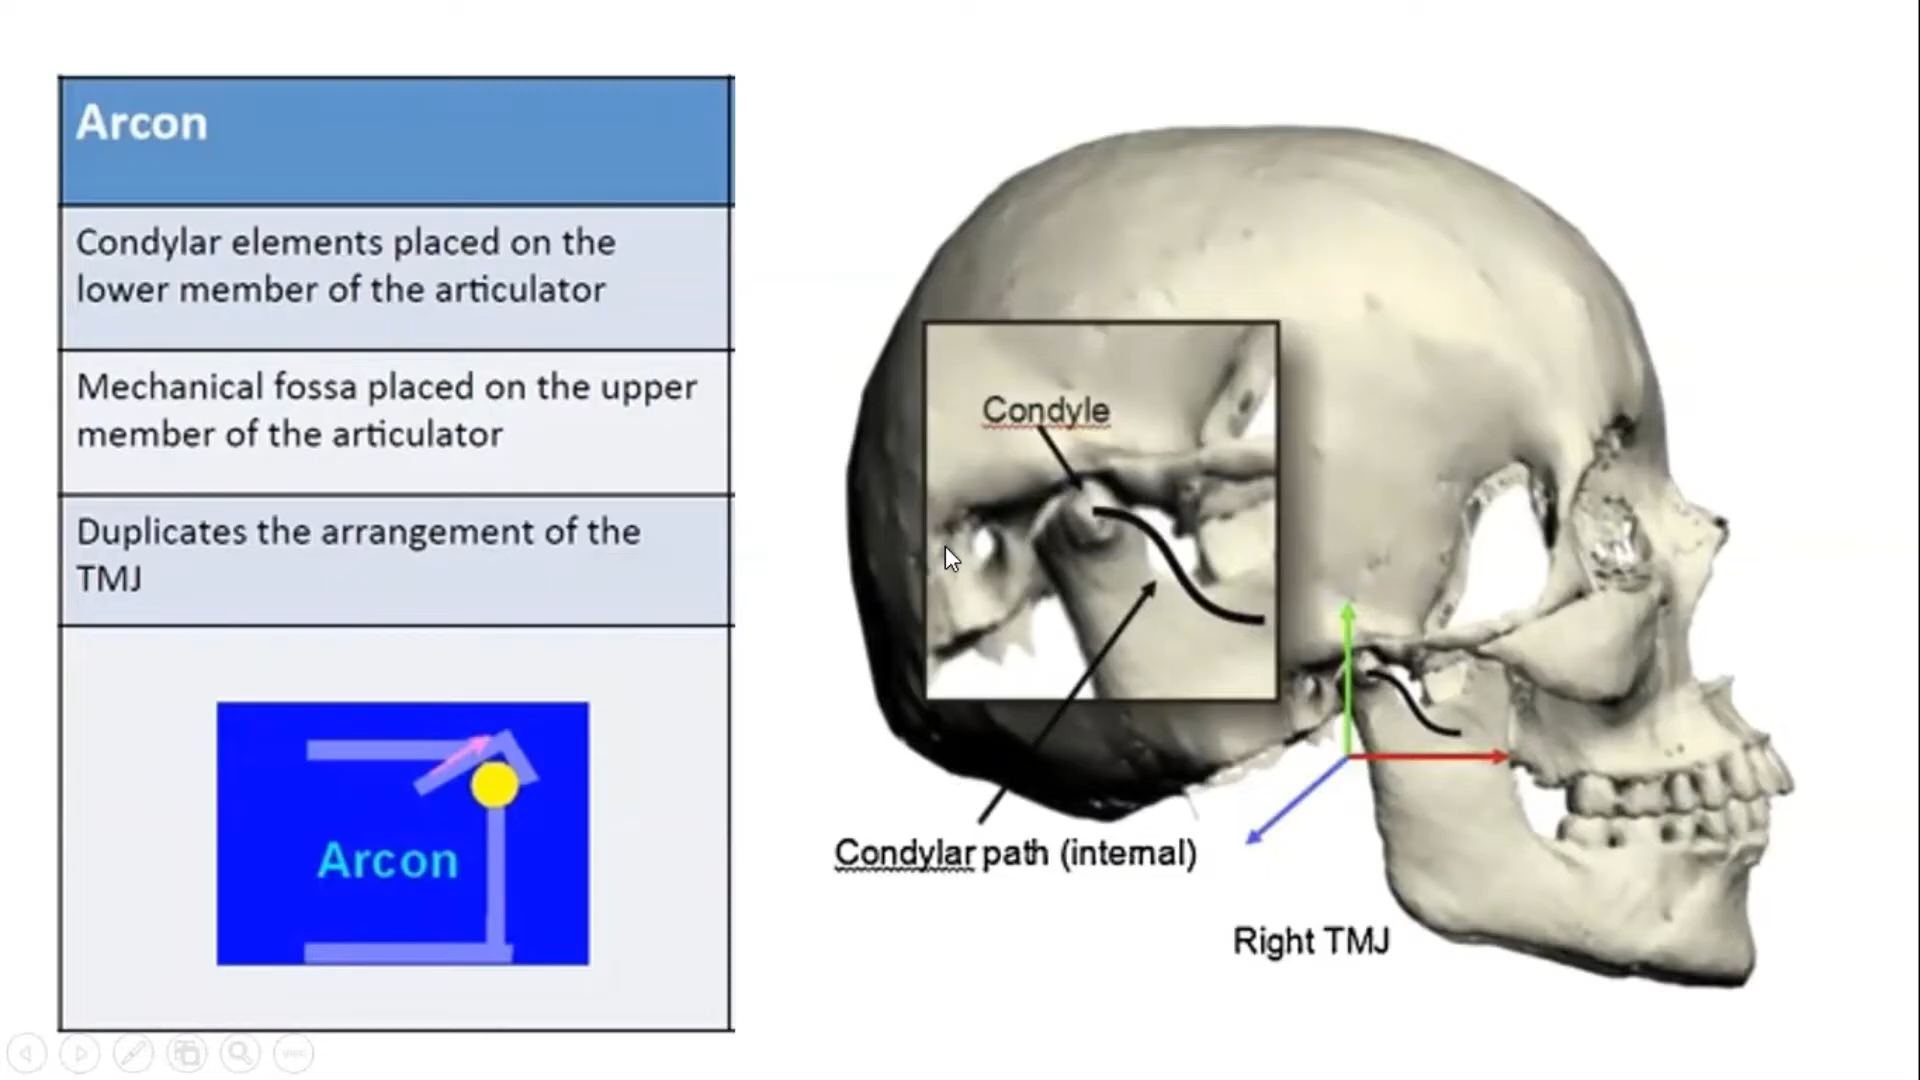 Arcon
Condylar elements placed on the
lower member of the articulator
Mechanical fossa placed on the upper
member of the articulator
Duplicates the arrangement of the
TMJ
Arcon
Condyle
Condylar path (internal)
Right TMJ